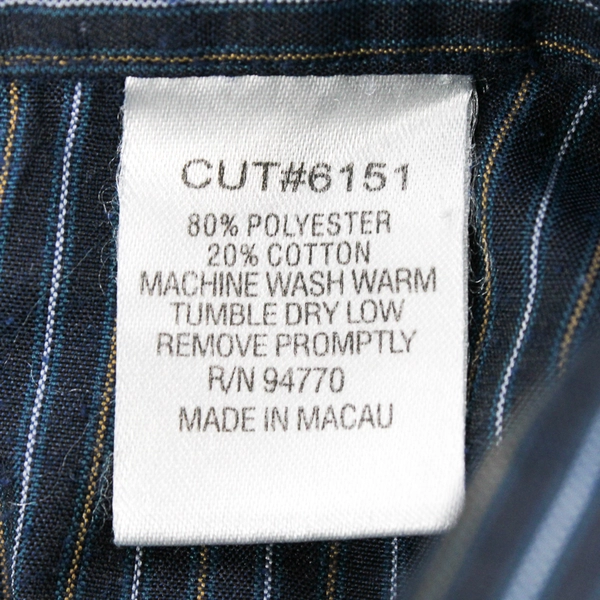 CUT#6151
80% POLYESTER
20% COTTON
MACHINE WASH WARM
TUMBLE DRY LOW
REMOVE PROMPTLY
R/N 94770
MADE IN MACAU